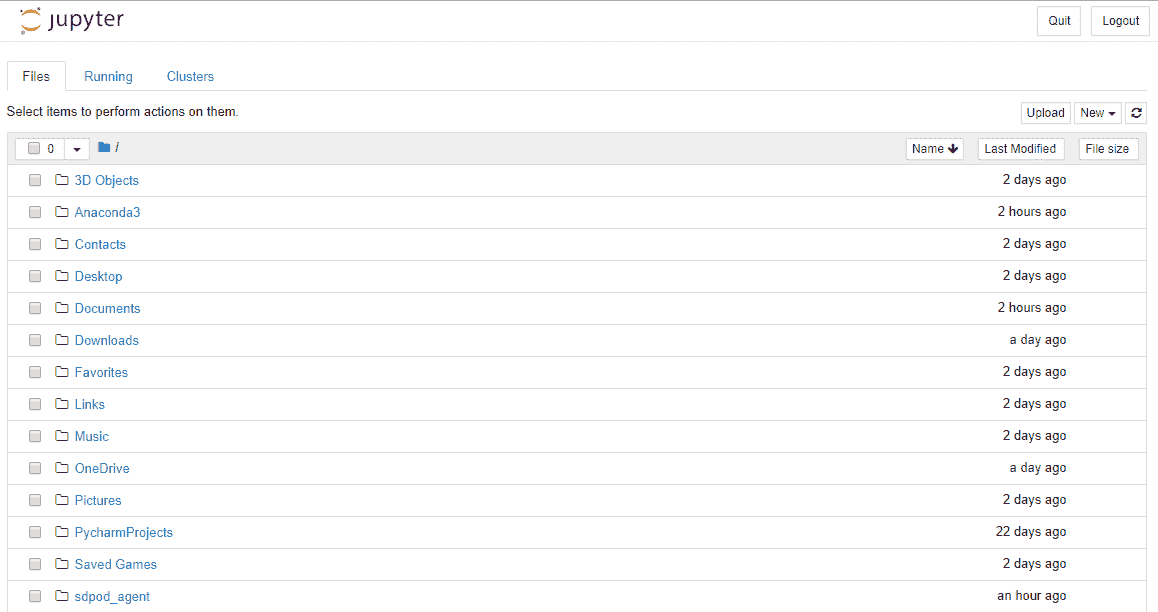 jupyter Quit Logout
Files Running Clusters
Select items to perform actions on them. Upload New
0 / Name Last Modified File size
3D Objects 2 days ago
Anaconda3 2 hours ago
Contacts 2 days ago
Desktop 2 days ago
Documents 2 hours ago
Downloads a day ago
Favorites 2 days ago
Links 2 days ago
Music 2 days ago
OneDrive a day ago
Pictures 2 days ago
PycharmProjects 22 days ago
Saved Games 2 days ago
sdpod_agent an hour ago